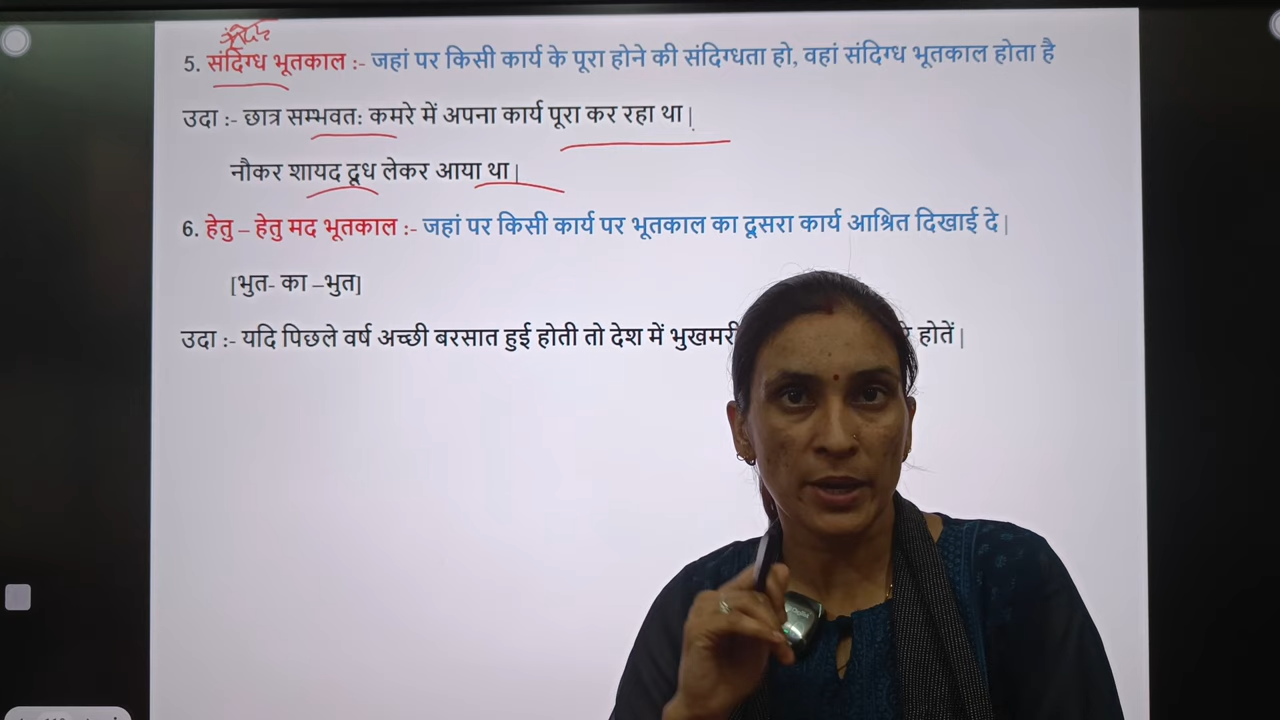 5. संदिग्ध भूतकाल :- जहां पर किसी कार्य के पूरा होने की संदिग्धता हो, वहां संदिग्ध भूतकाल होता है
उदा :- छात्र सम्भवतः कमरे में अपना कार्य पूरा कर रहा था |
नौकर शायद दूध लेकर आया था |
6. हेतु – हेतु मद भूतकाल :- जहां पर किसी कार्य पर भूतकाल का दूसरा कार्य आश्रित दिखाई दे |
[भुत- का –भुत]
उदा :- यदि पिछले वर्ष अच्छी बरसात हुई होती तो देश में भुखमरी होतें |